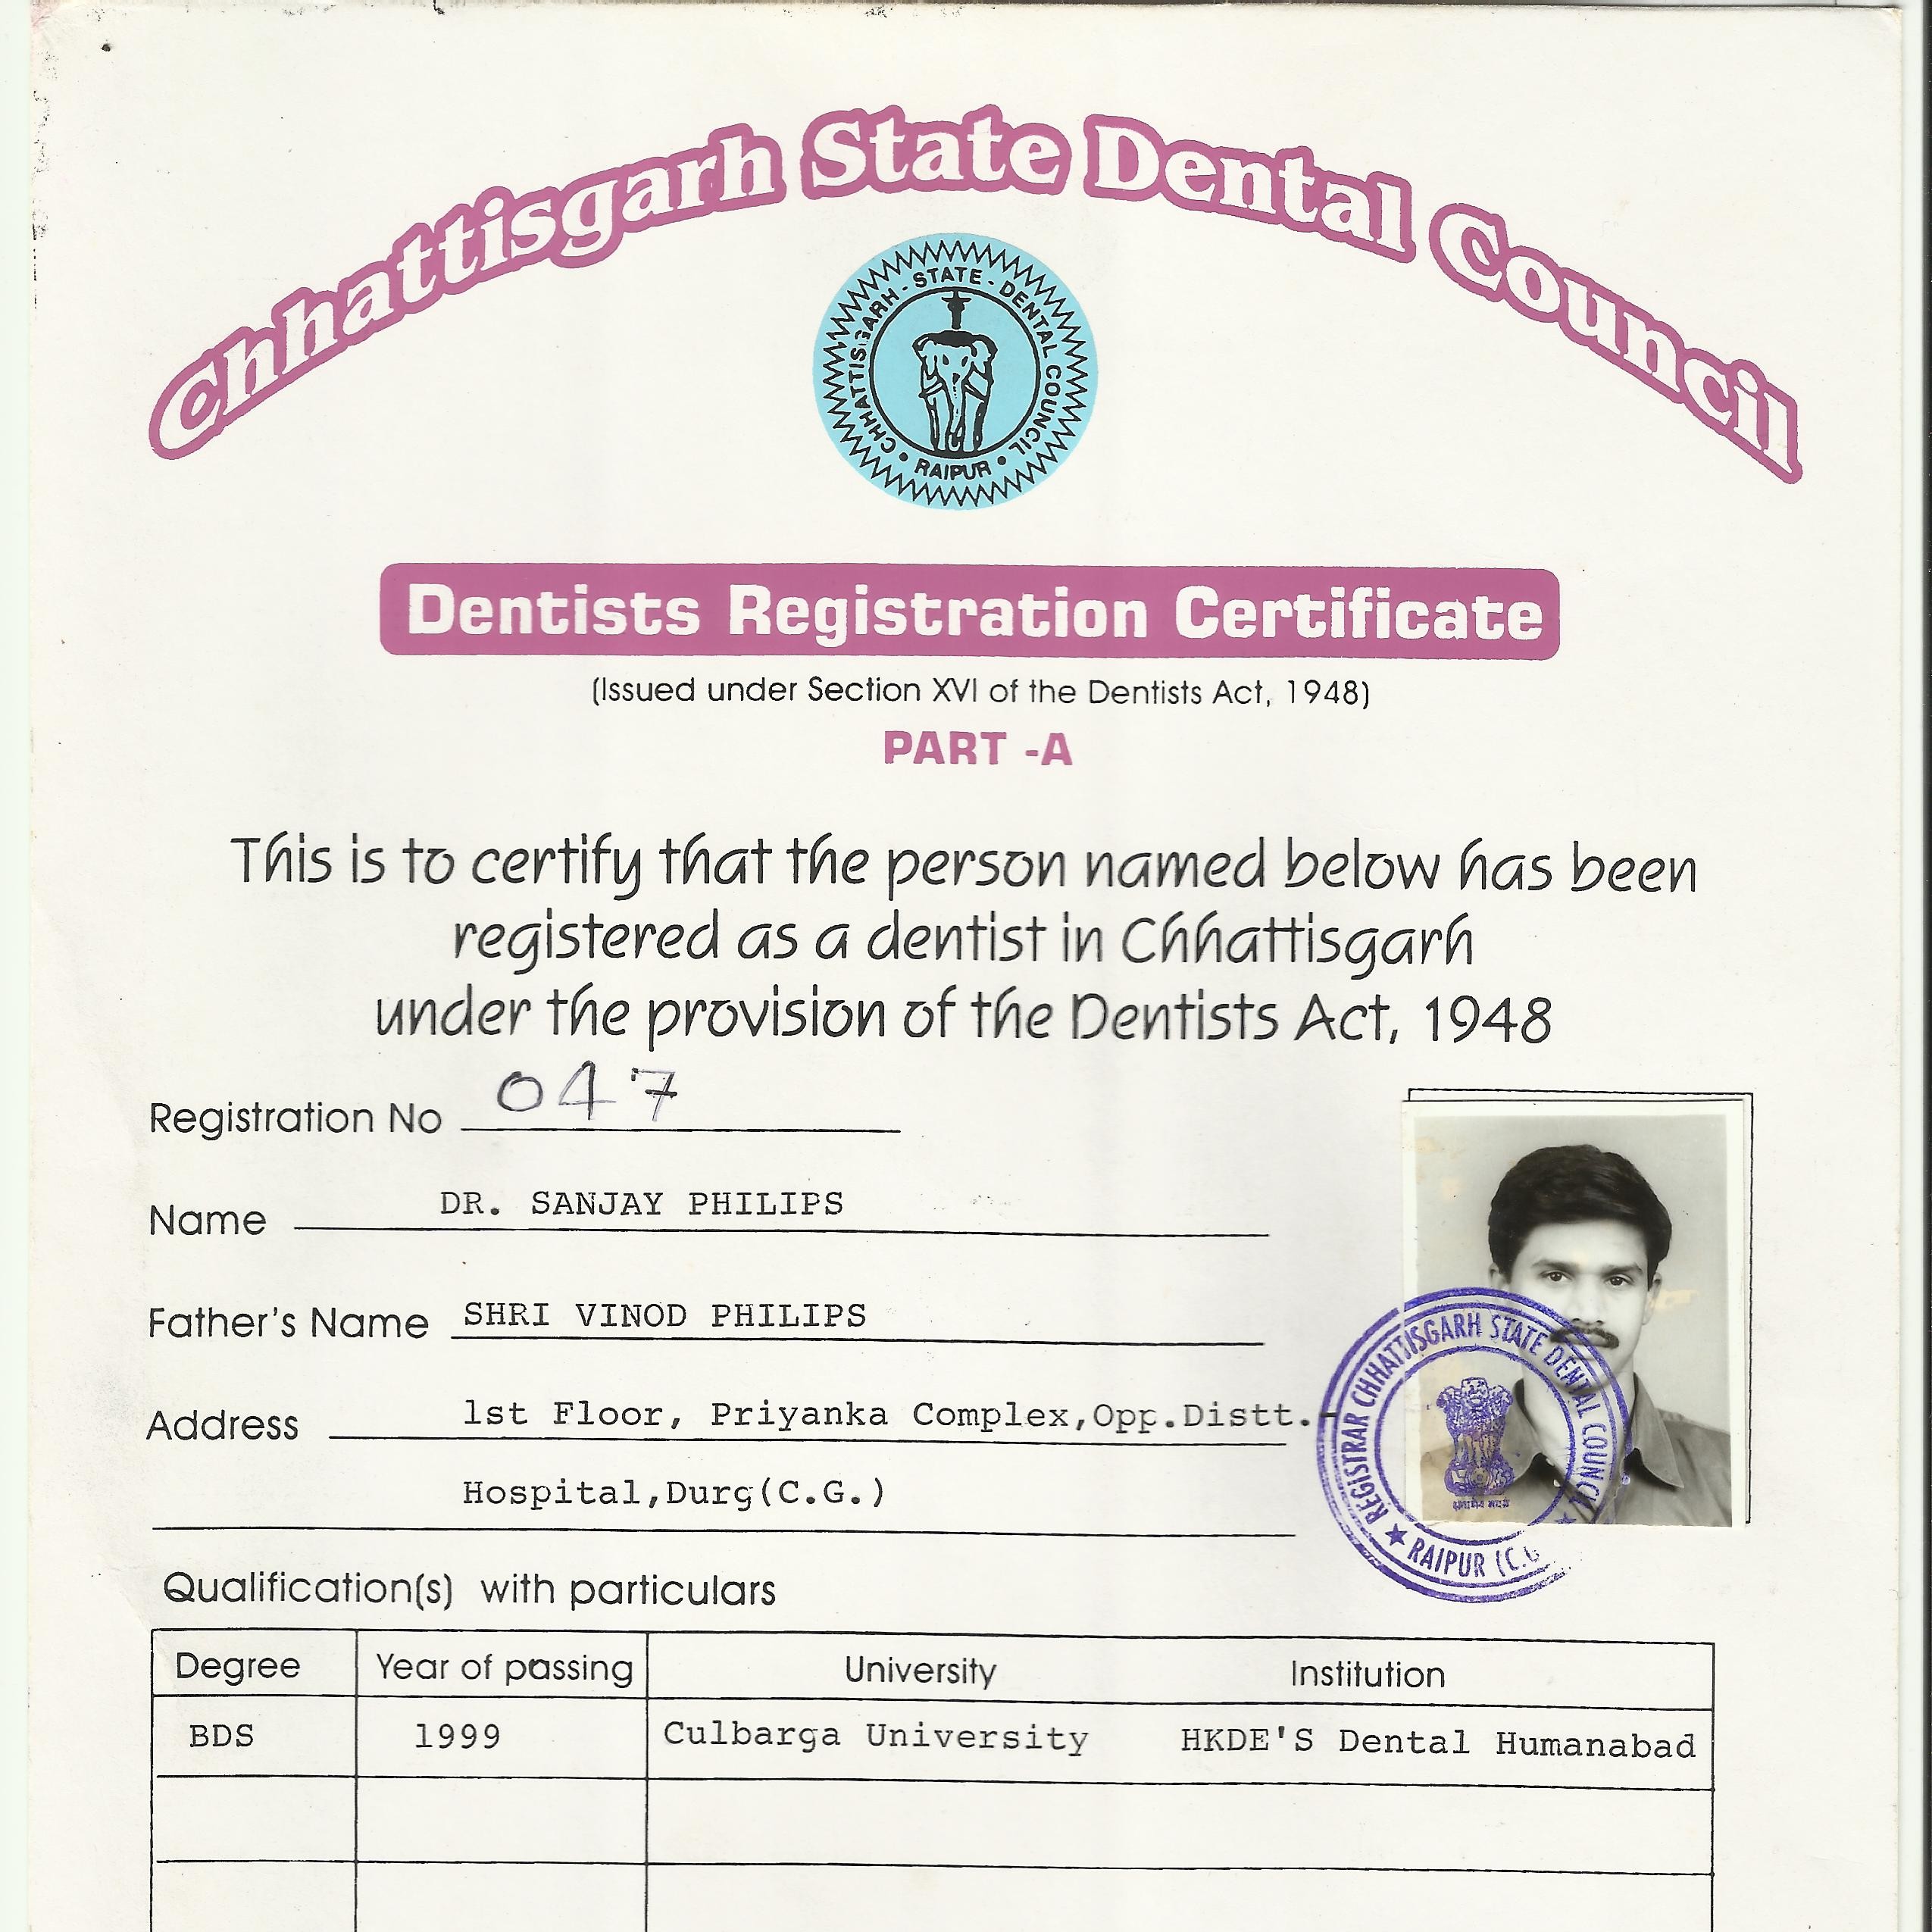 Chhattisgarh State Dental Council
CHHATTISGARH - STATE - DENTAL COUNCIL
• RAIPUR •
Dentists Registration Certificate
(Issued under Section XVI of the Dentists Act, 1948)
PART -A
This is to certify that the person named below has been
registered as a dentist in Chhattisgarh
under the provision of the Dentists Act, 1948
Registration No 047
Name DR. SANJAY PHILIPS
Father's Name SHRI VINOD PHILIPS
Address 1st Floor, Priyanka Complex,Opp.Distt.-
Hospital,Durg(C.G.)
REGISTRAR CHHATTISGARH STATE DENTAL COUNCIL
★ RAIPUR (C.G
Qualification(s) with particulars
Degree Year of passing University Institution
BDS 1999 Culbarga University HKDE'S Dental Humanabad